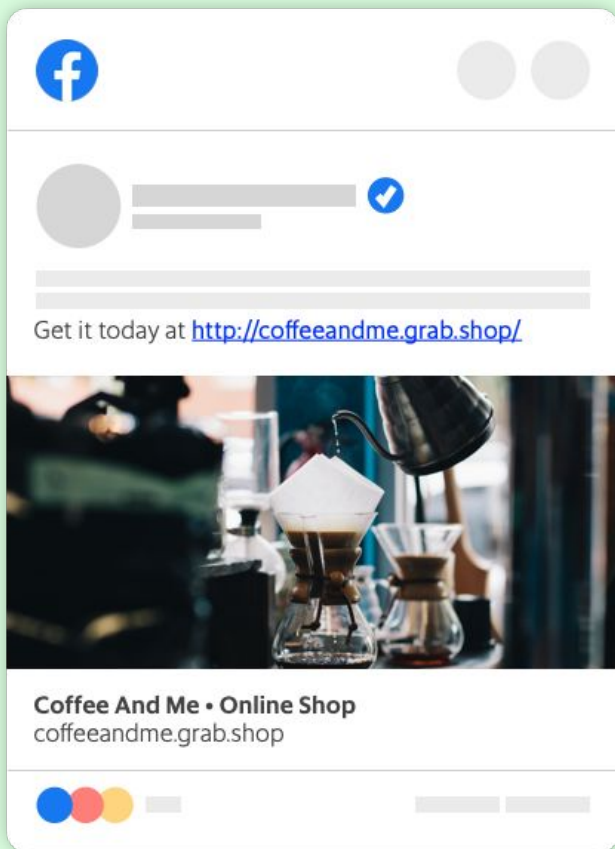 Get it today at http://coffeeandme.grab.shop/
Coffee And Me • Online Shop
coffeeandme.grab.shop